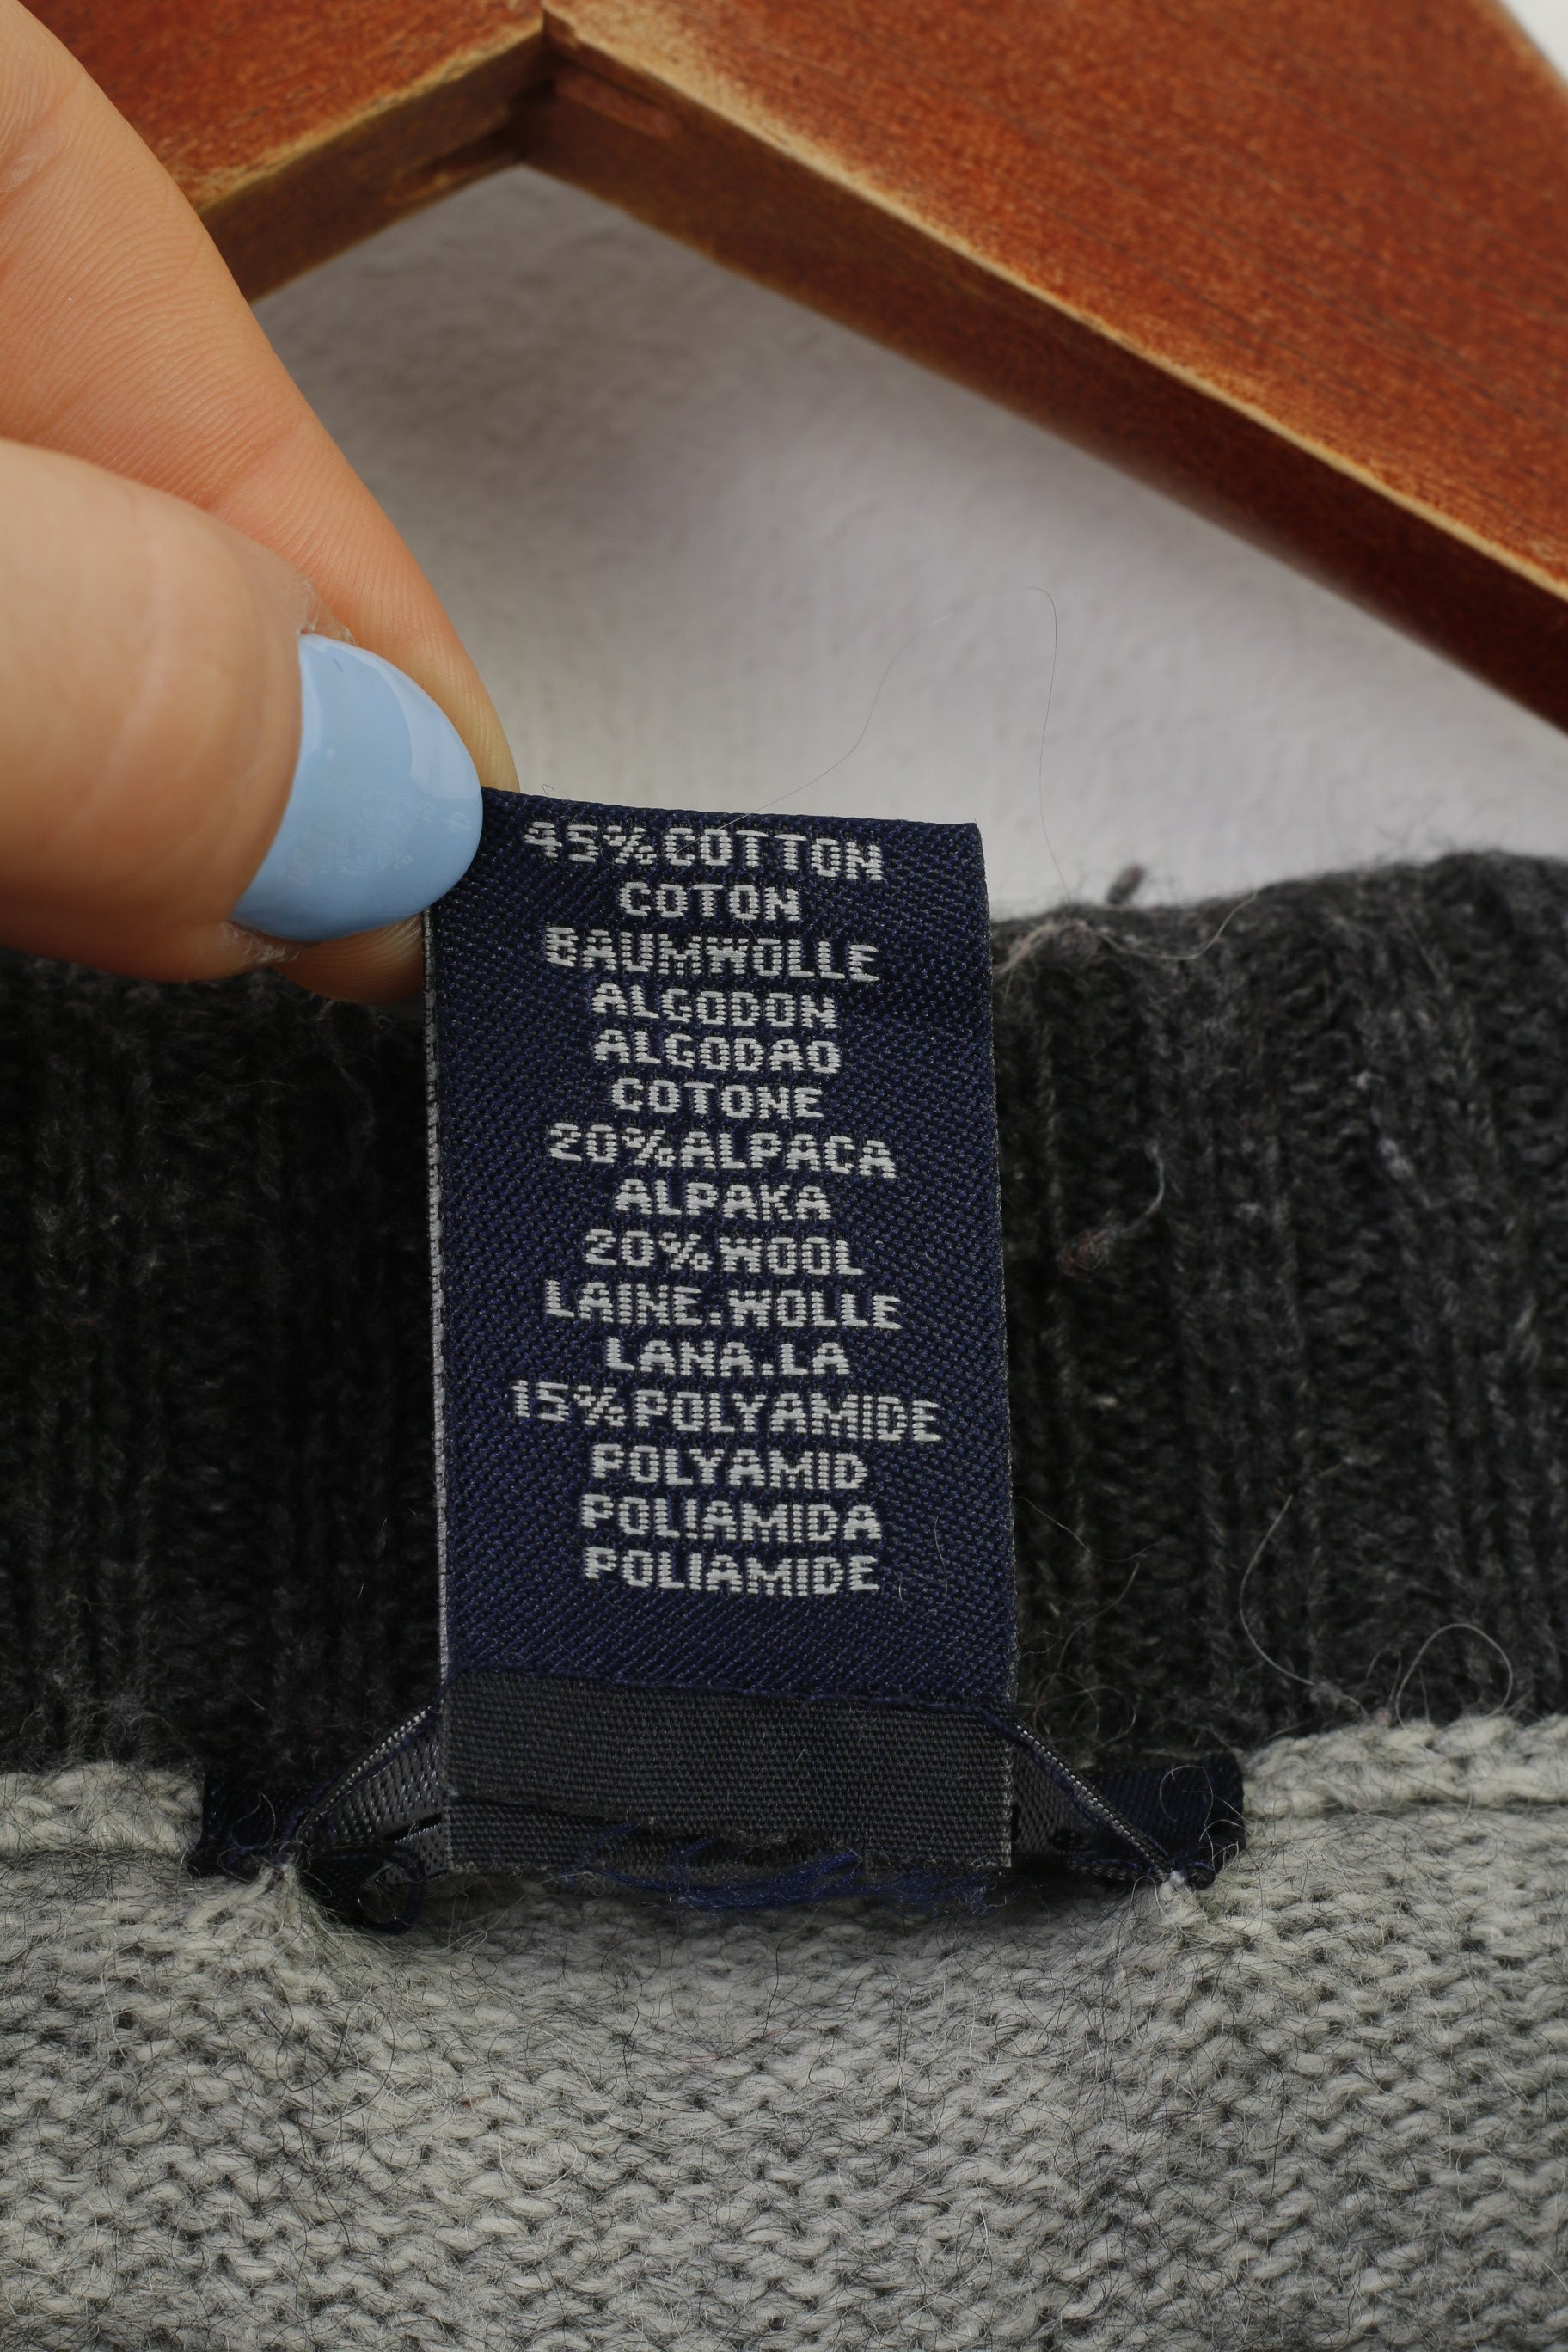 45%COTTON
COTON
BAUMWOLLE
ALGODON
ALGODAO
COTONE
20%ALPACA
ALPAKA
20%WOOL
LAINE.WOLLE
LANA.LA
15%POLYAMIDE
POLYAMID
POLIAMIDA
POLIAMIDE